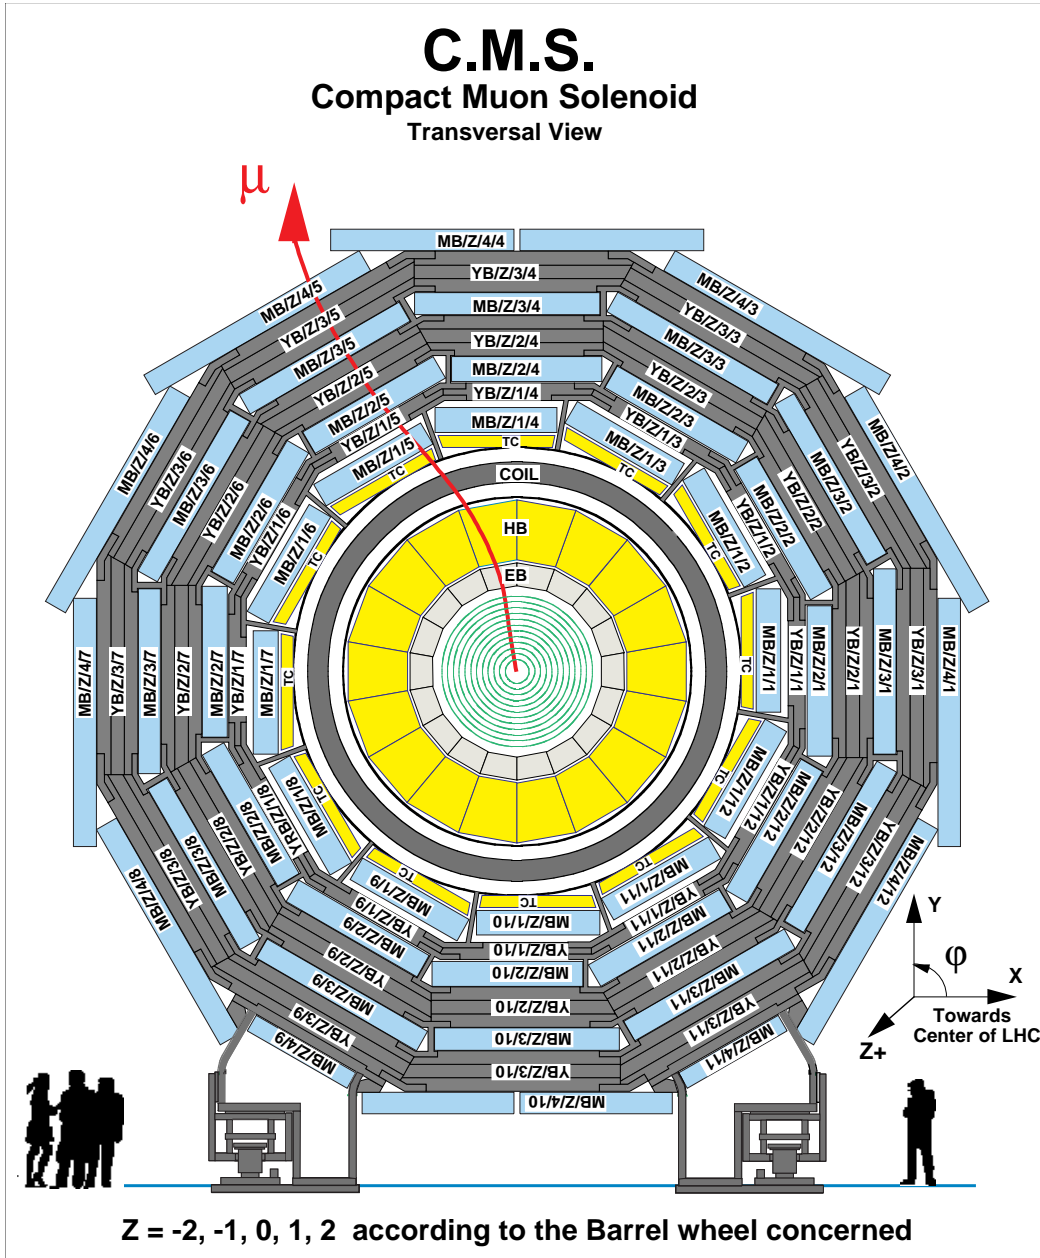 C.M.S.
Compact Muon Solenoid
Transversal View
μ
MB/Z/4/4
YB/Z/3/4
MB/Z/3/4
YB/Z/2/4
MB/Z/2/4
YB/Z/1/4
MB/Z/1/4
TC
MB/Z/4/5
YB/Z/3/5
MB/Z/3/5
YB/Z/2/5
MB/Z/2/5
YB/Z/1/5
MB/Z/1/5
TC
MB/Z/4/3
YB/Z/3/3
MB/Z/3/3
YB/Z/2/3
MB/Z/2/3
YB/Z/1/3
MB/Z/1/3
TC
MB/Z/4/6
YB/Z/3/6
MB/Z/3/6
YB/Z/2/6
MB/Z/2/6
YB/Z/1/6
MB/Z/1/6
TC
MB/Z/4/2
YB/Z/3/2
MB/Z/3/2
YB/Z/2/2
MB/Z/2/2
YB/Z/1/2
MB/Z/1/2
TC
COIL
HB
EB
MB/Z/4/7
YB/Z/3/7
MB/Z/3/7
YB/Z/2/7
MB/Z/2/7
YB/Z/1/7
MB/Z/1/7
TC
TC
MB/Z/1/1
YB/Z/1/1
MB/Z/2/1
YB/Z/2/1
MB/Z/3/1
YB/Z/3/1
MB/Z/4/1
MB/Z/4/8
YB/Z/3/8
MB/Z/3/8
YB/Z/2/8
MB/Z/2/8
YRB/Z/1/8
MB/Z/1/8
TC
TC
MB/Z/1/12
YB/Z/1/12
MB/Z/2/12
YB/Z/2/12
MB/Z/3/12
YB/Z/3/12
MB/Z/4/12
TC
MB/Z/1/9
YB/Z/1/9
MB/Z/2/9
YB/Z/2/9
MB/Z/3/9
YB/Z/3/9
MB/Z/4/9
TC
MB/Z/1/11
YB/Z/1/11
MB/Z/2/11
YB/Z/2/11
MB/Z/3/11
YB/Z/3/11
MB/Z/4/11
TC
MB/Z/1/10
YB/Z/1/10
MB/Z/2/10
YB/Z/2/10
MB/Z/3/10
YB/Z/3/10
MB/Z/4/10
Y
φ
X
Towards
Center of LHC
Z+
Z = -2, -1, 0, 1, 2 according to the Barrel wheel concerned